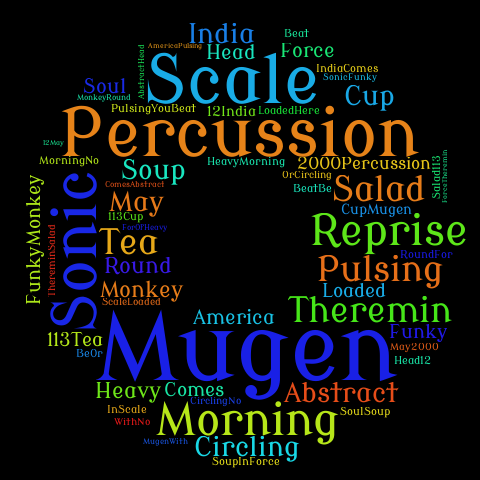 Beat
India
AmericaPulsing
Head
Force
AbstractHead
Scale
IndiaComes
SonicFunky
Soul
MonkeyRound
Cup
PulsingYouBeat
121India
LoadedHere
Percussion
12May
MorningNo
Soup
HeavyMorning
2000Percussion
Salad113
ForceTheremin
OrCircling
ComesAbstract
BeatBe
Salad
FunkyMonkey
Sonic
May
CupMugen
113Cup
Reprise
ThereminSalad
ForOfHeavy
Tea
RoundFor
Round
Pulsing
Monkey
Loaded
ScaleLoaded
Theremin
America
Funky
113Tea
Mugen
May2000
BeOr
Head12
Heavy
Comes
Abstract
CirclingNo
InScale
SoulSoup
WithNo
Morning
MugenWith
Circling
SoupInForce